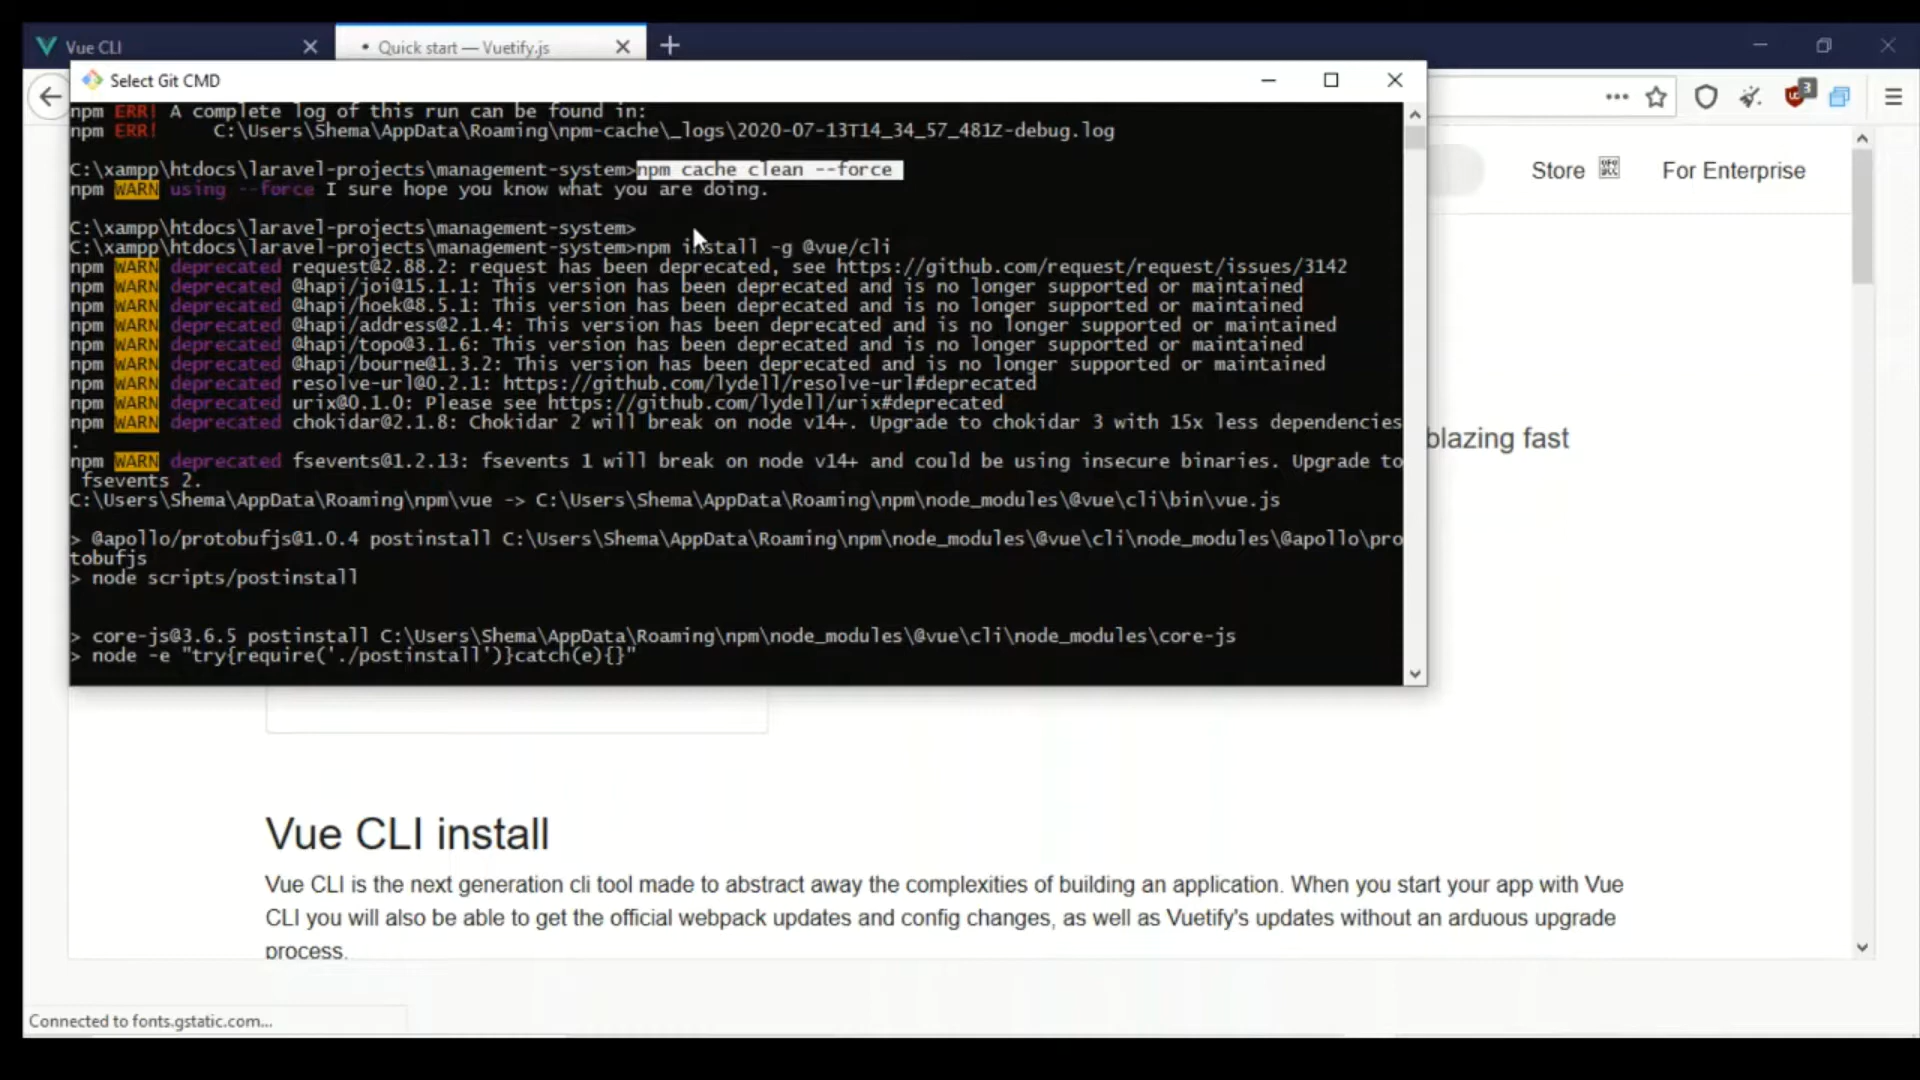 Vue CLI
• Quick start — Vuetify.js
Select Git CMD
npm ERR! A complete log of this run can be found in:
npm ERR!     C:\Users\Shema\AppData\Roaming\npm-cache\_logs\2020-07-13T14_34_57_481Z-debug.log
C:\xampp\htdocs\laravel-projects\management-system>npm cache clean --force
npm WARN using --force I sure hope you know what you are doing.
C:\xampp\htdocs\laravel-projects\management-system>
C:\xampp\htdocs\laravel-projects\management-system>npm install -g @vue/cli
npm WARN deprecated request@2.88.2: request has been deprecated, see https://github.com/request/request/issues/3142
npm WARN deprecated @hapi/joi@15.1.1: This version has been deprecated and is no longer supported or maintained
npm WARN deprecated @hapi/hoek@8.5.1: This version has been deprecated and is no longer supported or maintained
npm WARN deprecated @hapi/address@2.1.4: This version has been deprecated and is no longer supported or maintained
npm WARN deprecated @hapi/topo@3.1.6: This version has been deprecated and is no longer supported or maintained
npm WARN deprecated @hapi/bourne@1.3.2: This version has been deprecated and is no longer supported or maintained
npm WARN deprecated resolve-url@0.2.1: https://github.com/lydell/resolve-url#deprecated
npm WARN deprecated urix@0.1.0: Please see https://github.com/lydell/urix#deprecated
npm WARN deprecated chokidar@2.1.8: Chokidar 2 will break on node v14+. Upgrade to chokidar 3 with 15x less dependencies
.
npm WARN deprecated fsevents@1.2.13: fsevents 1 will break on node v14+ and could be using insecure binaries. Upgrade to
 fsevents 2.
C:\Users\Shema\AppData\Roaming\npm\vue -> C:\Users\Shema\AppData\Roaming\npm\node_modules\@vue\cli\bin\vue.js
> @apollo/protobufjs@1.0.4 postinstall C:\Users\Shema\AppData\Roaming\npm\node_modules\@vue\cli\node_modules\@apollo\pro
tobufjs
> node scripts/postinstall
> core-js@3.6.5 postinstall C:\Users\Shema\AppData\Roaming\npm\node_modules\@vue\cli\node_modules\core-js
> node -e "try{require('./postinstall')}catch(e){}"
3
Store
For Enterprise
blazing fast
Vue CLI install
Vue CLI is the next generation cli tool made to abstract away the complexities of building an application. When you start your app with Vue
CLI you will also be able to get the official webpack updates and config changes, as well as Vuetify's updates without an arduous upgrade
process.
Connected to fonts.gstatic.com...